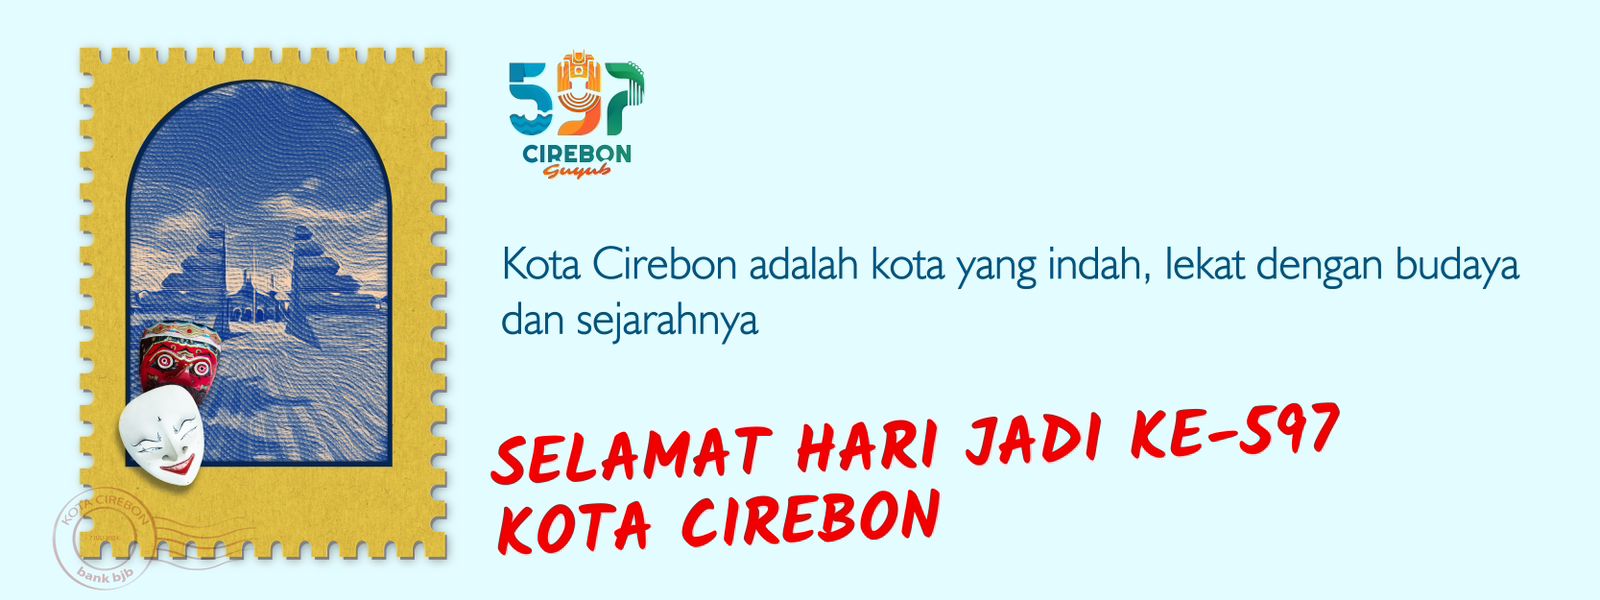 597
CIREBON
Guyub
Kota Cirebon adalah kota yang indah, lekat dengan budaya
dan sejarahnya
SELAMAT HARI JADI KE-597
KOTA CIREBON
KOTA CIREBON
bank bjb